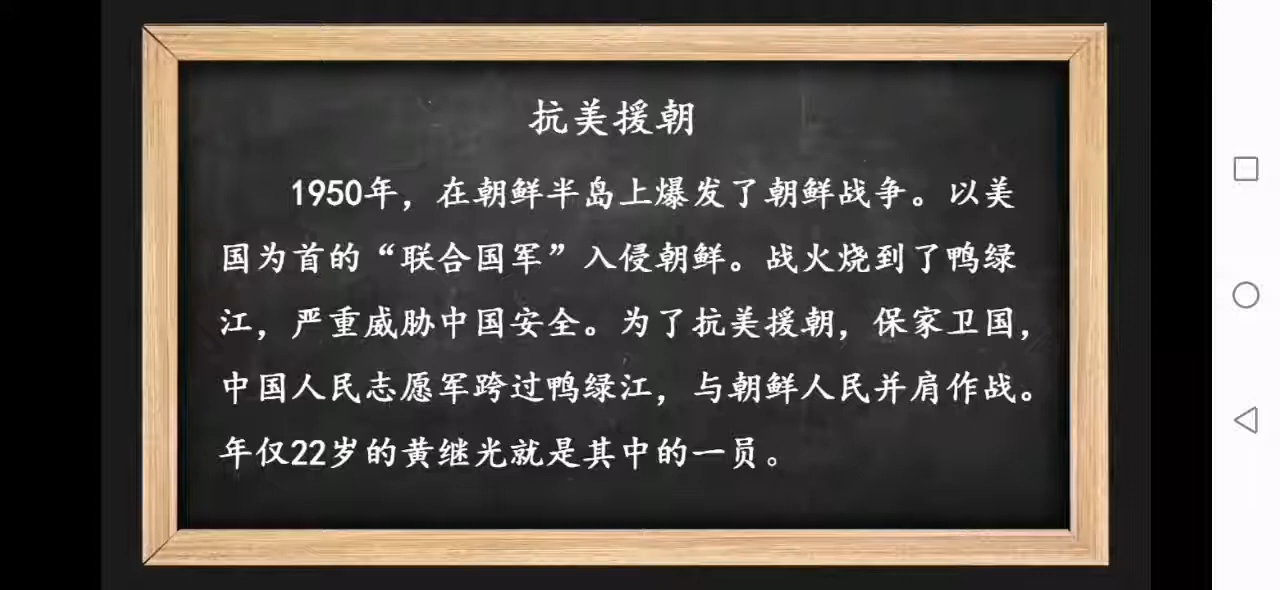 抗美援朝
1950年，在朝鲜半岛上爆发了朝鲜战争。以美
国为首的“联合国军”入侵朝鲜。战火烧到了鸭绿
江，严重威胁中国安全。为了抗美援朝，保家卫国，
中国人民志愿军跨过鸭绿江，与朝鲜人民并肩作战。
年仅22岁的黄继光就是其中的一员。